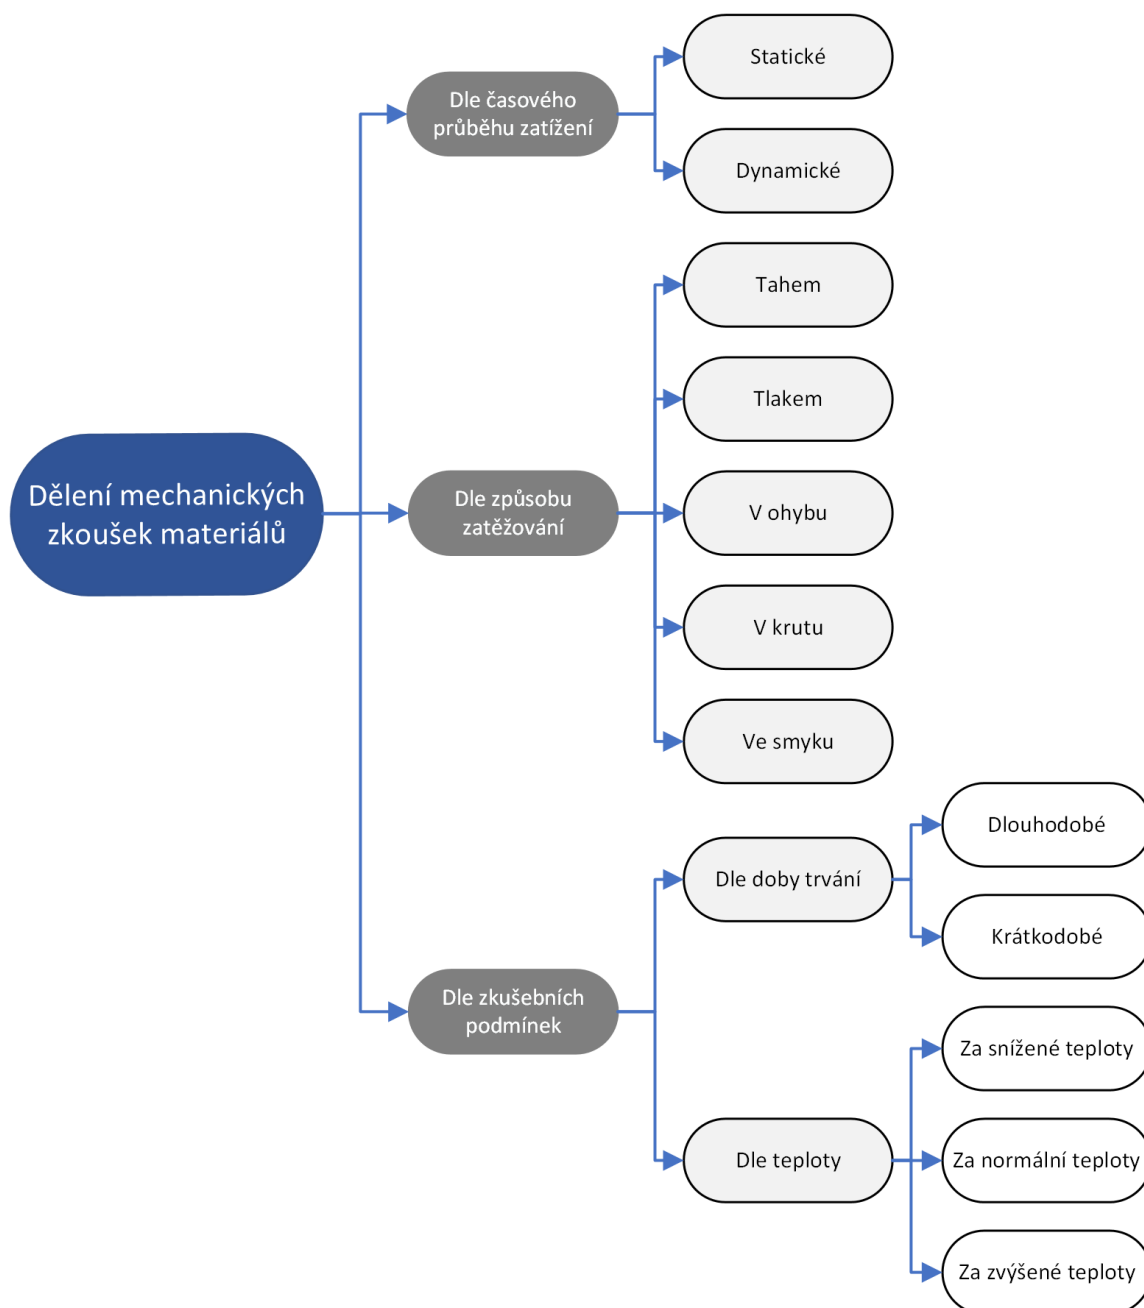 Dělení mechanických
zkoušek materiálů
Dle časového
průběhu zatížení
Statické
Dynamické
Dle způsobu
zatěžování
Tahem
Tlakem
V ohybu
V krutu
Ve smyku
Dle zkušebních
podmínek
Dle doby trvání
Dlouhodobé
Krátkodobé
Dle teploty
Za snížené teploty
Za normální teploty
Za zvýšené teploty